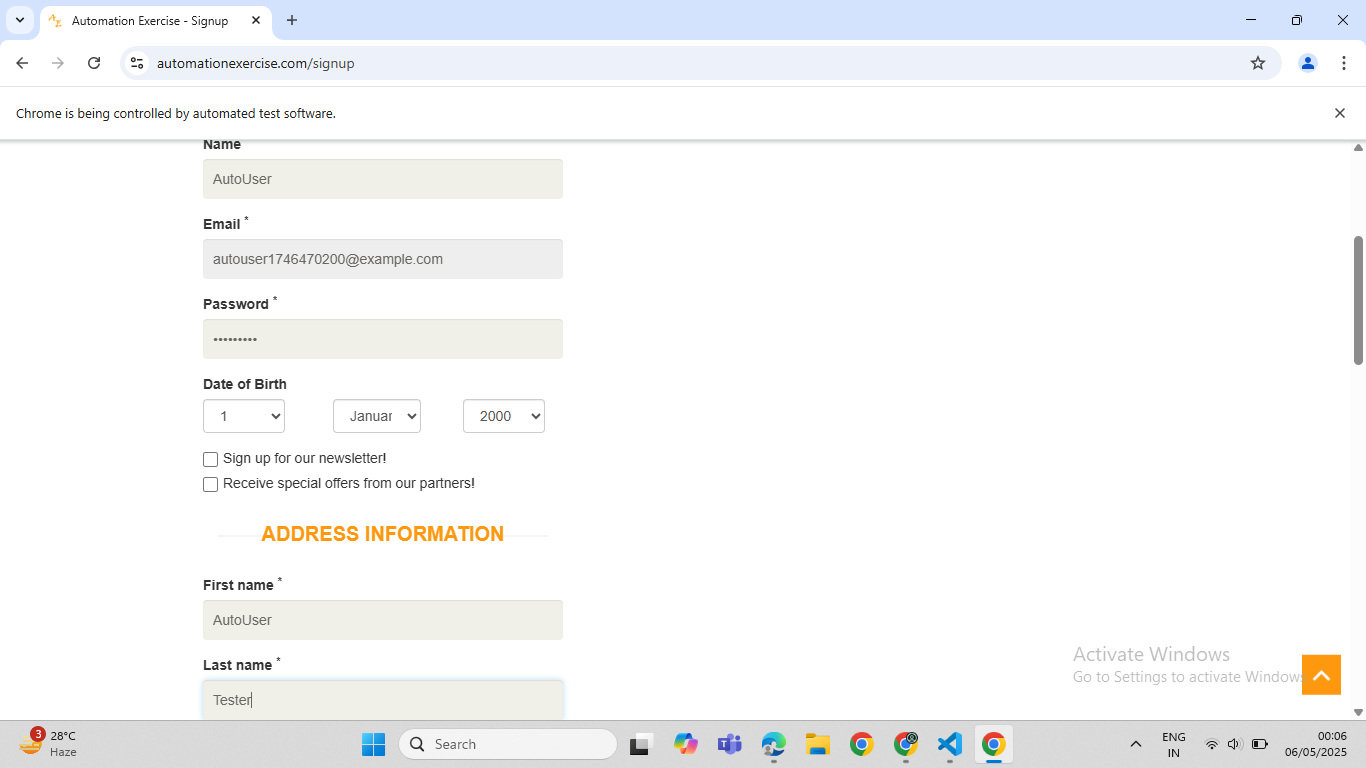 Automation Exercise - Signup
automationexercise.com/signup
Chrome is being controlled by automated test software.
Name
AutoUser
Email *
autouser1746470200@example.com
Password *
•••••••••
Date of Birth
1 Januar 2000
Sign up for our newsletter!
Receive special offers from our partners!
ADDRESS INFORMATION
First name *
AutoUser
Last name *
Tester
Activate Windows
Go to Settings to activate Windows
3
28°C
Haze
Search
ENG
IN
00:06
06/05/2025